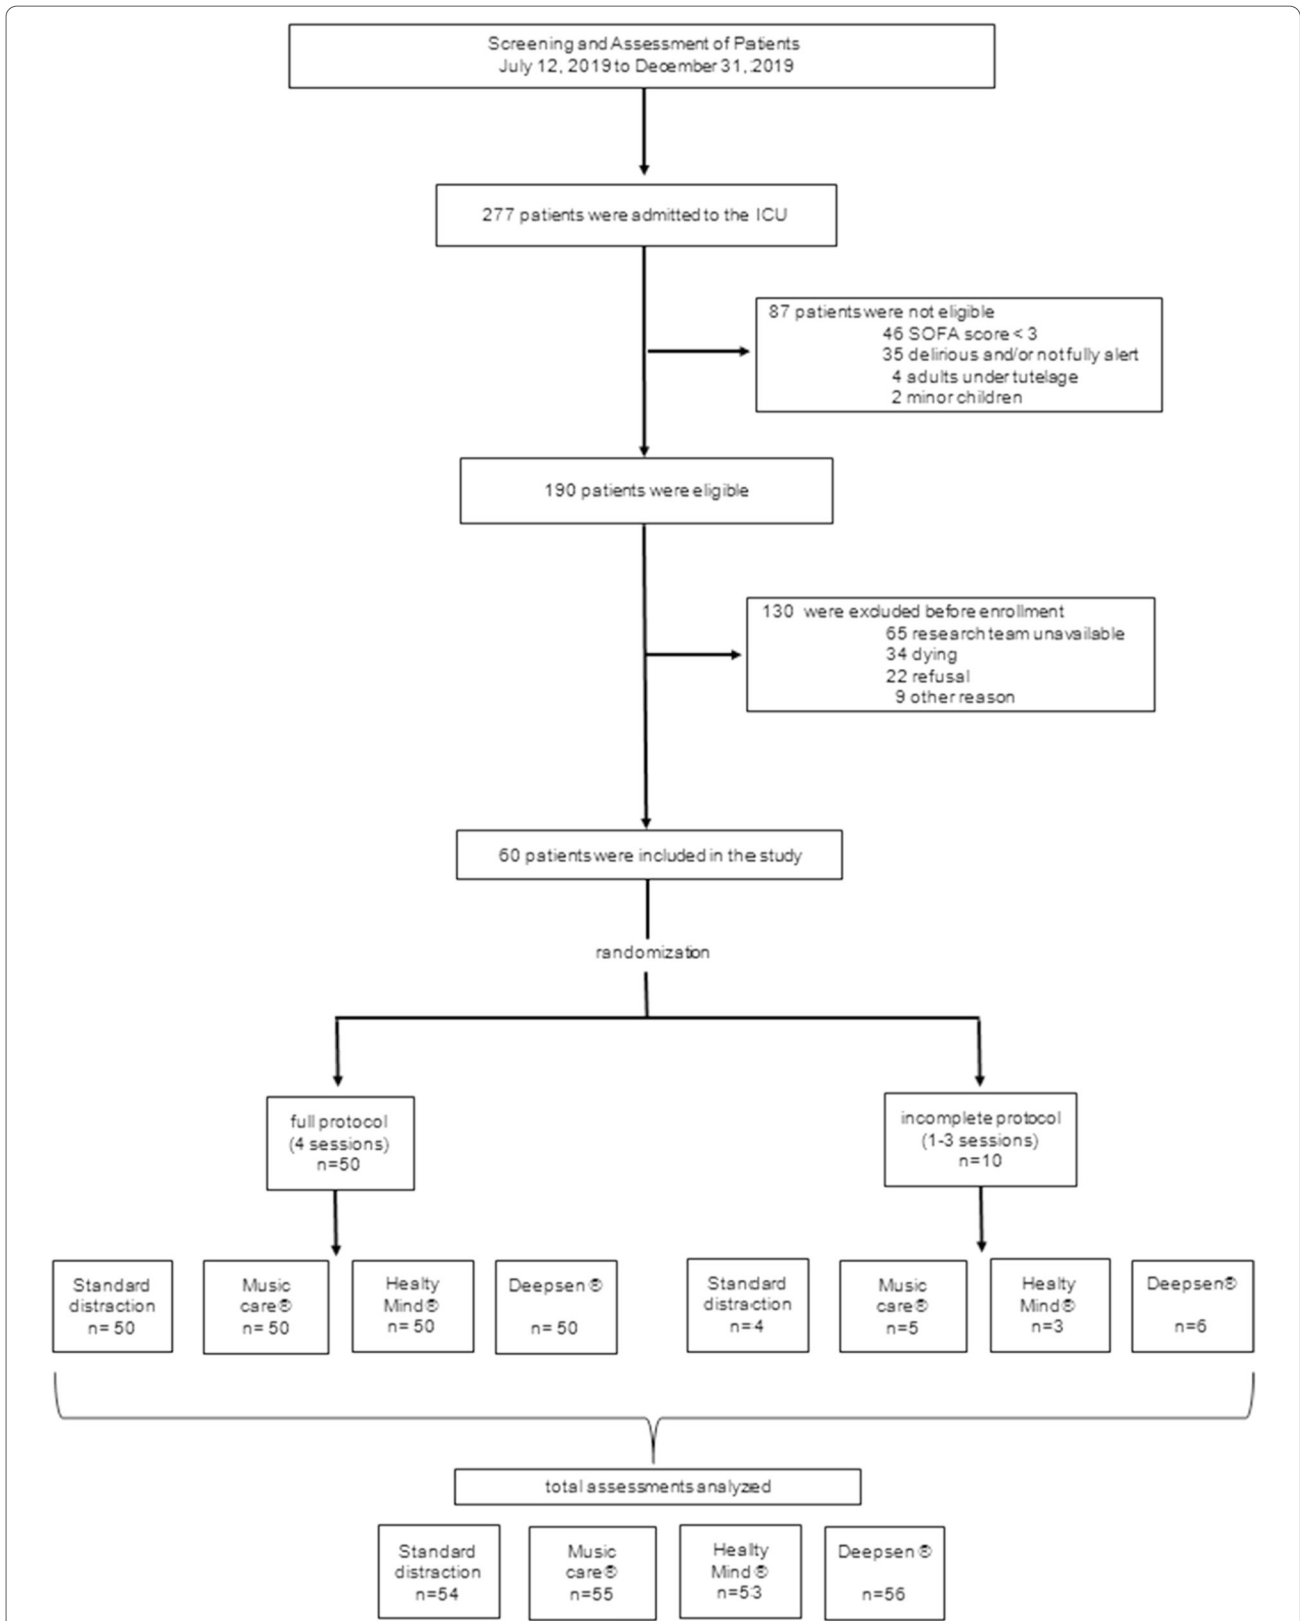 Screening and Assessment of Patients
July 12, 2019 to December 31, 2019
277 patients were admitted to the ICU
87 patients were not eligible
46 SOFA score < 3
35 delirious and/or not fully alert
4 adults under tutelage
2 minor children
190 patients were eligible
130 were excluded before enrollment
65 research team unavailable
34 dying
22 refusal
9 other reason
60 patients were included in the study
randomization
full protocol
(4 sessions)
n=50
incomplete protocol
(1-3 sessions)
n=10
Standard
distraction
n= 50
Music
care®
n= 50
Healty
Mind®
n= 50
Deepsen ®
n= 50
Standard
distraction
n=4
Music
care®
n=5
Healty
Mind®
n=3
Deepsen®
n=6
total assessments analyzed
Standard
distraction
n=54
Music
care®
n=55
Healty
Mind®
n=53
Deepsen ®
n=56